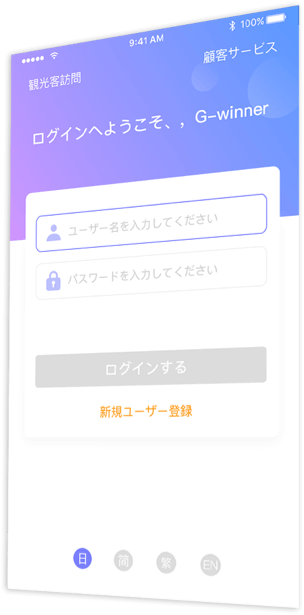 9:41 AM 100%
観光客訪問 顧客サービス
ログインへようこそ、，G-winner
ユーザー名を入力してください
パスワードを入力してください
ログインする
新規ユーザー登録
日 简 繁 EN